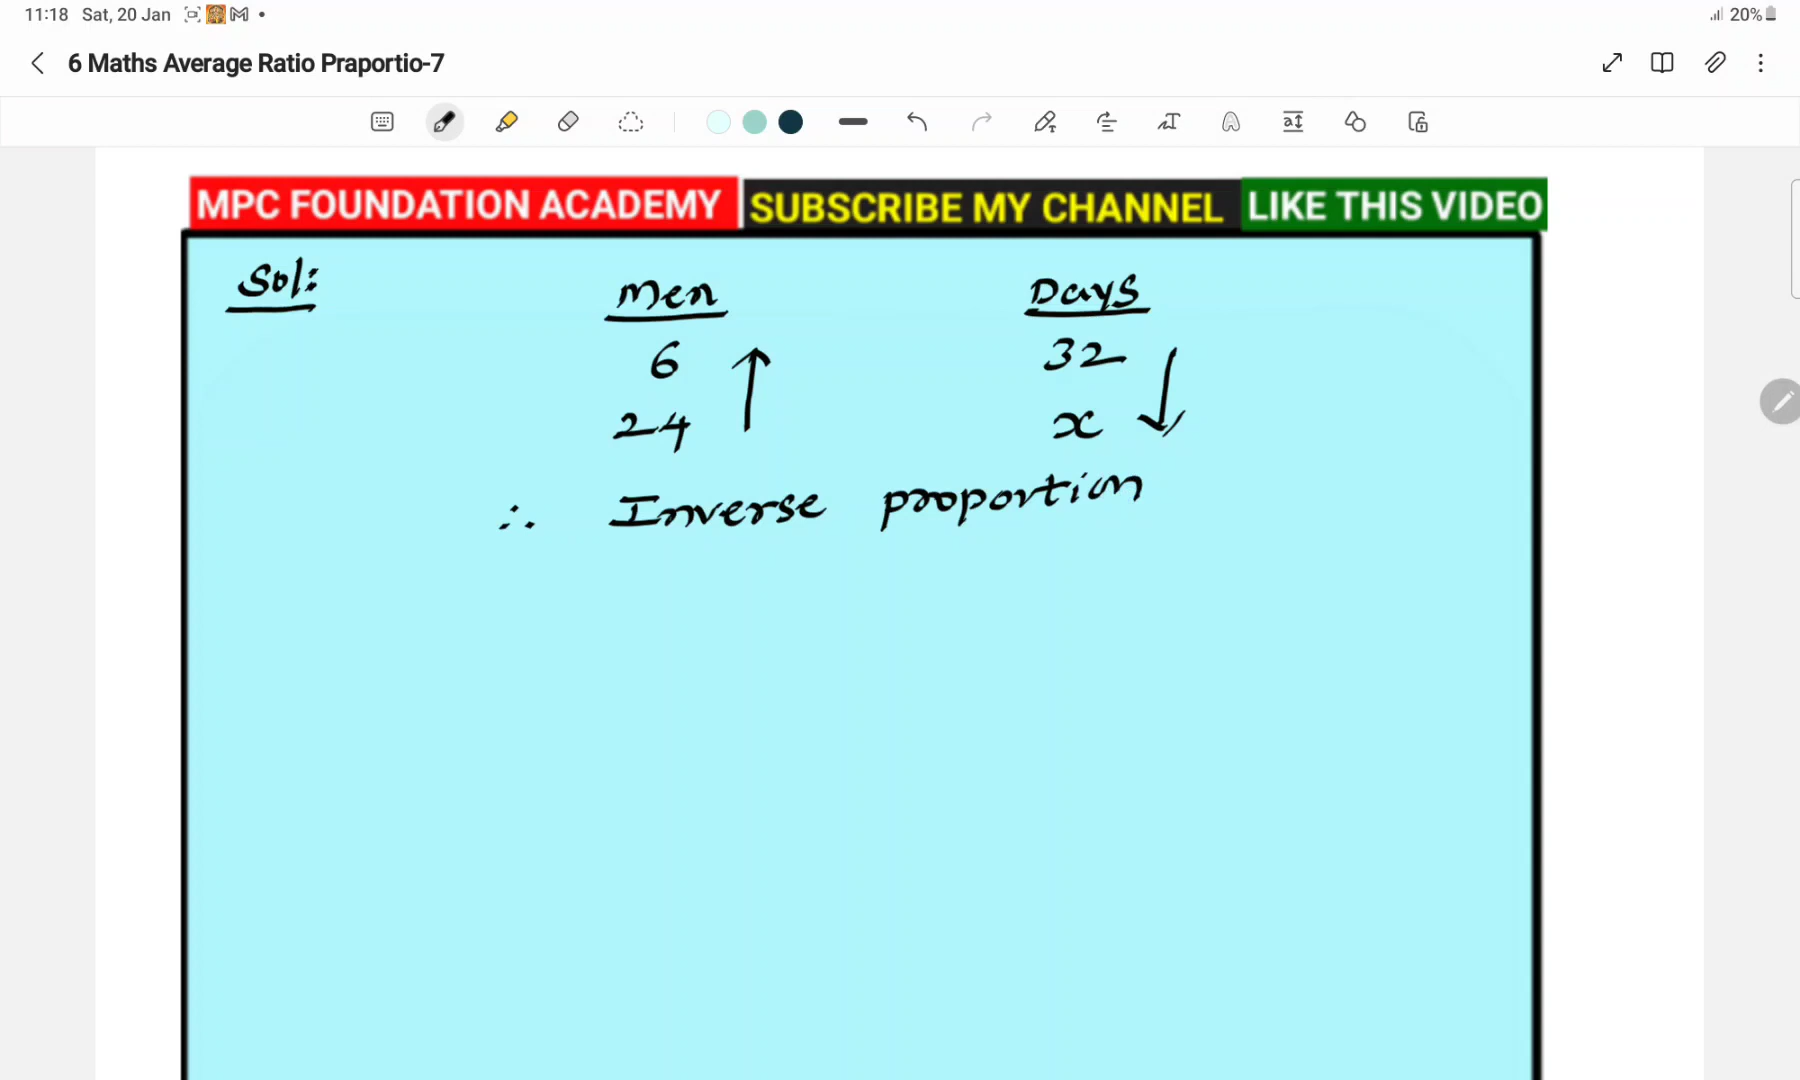 11:18 Sat, 20 Jan 20%
6 Maths Average Ratio Praportio-7
MPC FOUNDATION ACADEMY SUBSCRIBE MY CHANNEL LIKE THIS VIDEO
Sol: Men Days
6 32
24 x
∴ Inverse proportion